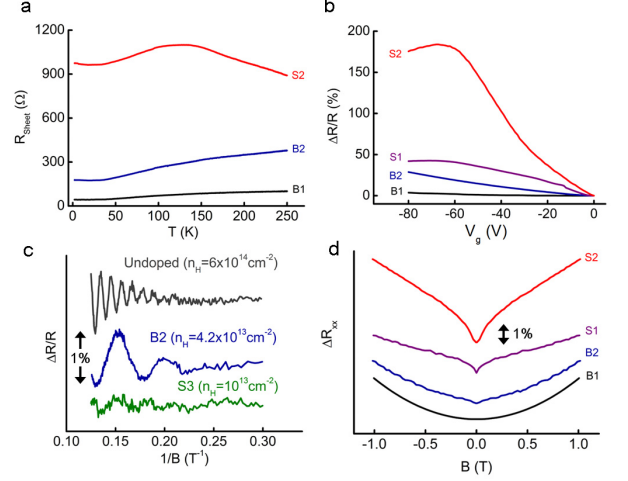 a
1200
900
600
300
0
R_Sheet (Ω)
0 50 100 150 200 250
T (K)
S2
B2
B1
b
200
150
100
50
0
ΔR/R (%)
-80 -60 -40 -20 0
V_g (V)
S2
S1
B2
B1
c
Undoped (n_H=6x10^14cm^-2)
B2 (n_H=4.2x10^13cm^-2)
S3 (n_H=10^13cm^-2)
1%
ΔR/R
0.10 0.15 0.20 0.25 0.30
1/B (T^-1)
d
S2
1%
S1
B2
B1
ΔR_xx
-1.0 -0.5 0.0 0.5 1.0
B (T)